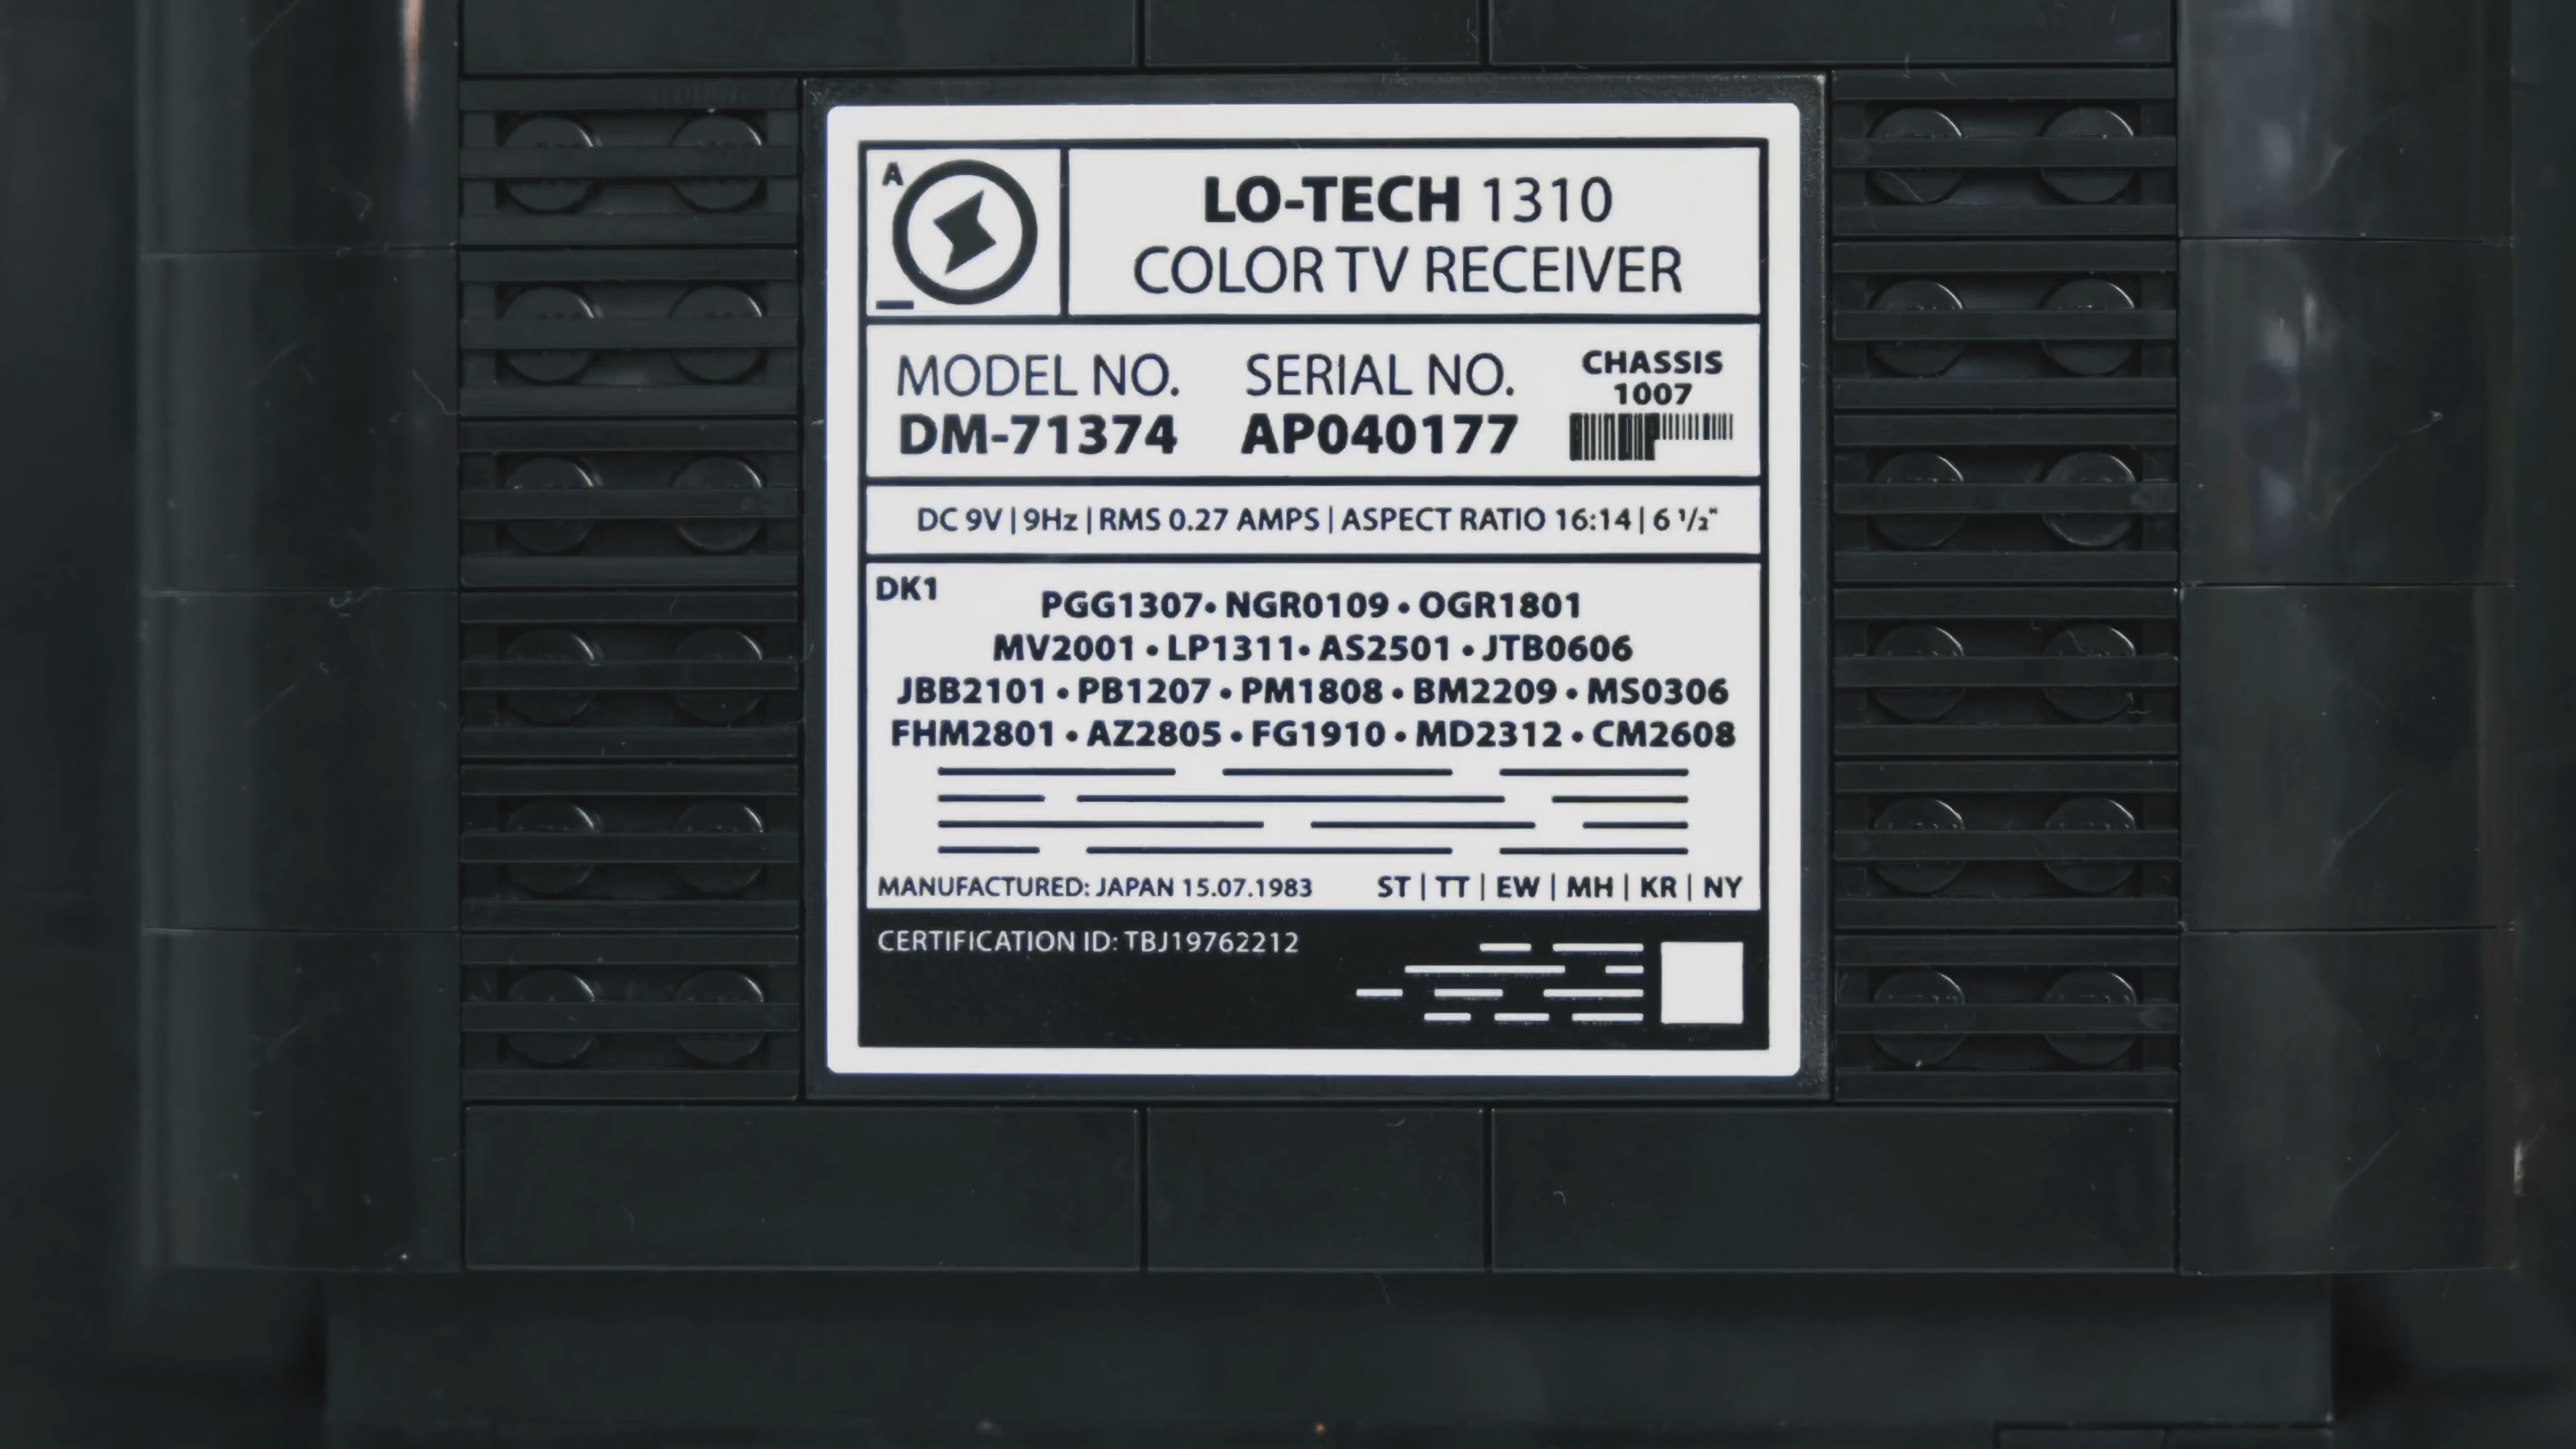 A
LO-TECH 1310
COLOR TV RECEIVER
MODEL NO. SERIAL NO. CHASSIS
1007
DM-71374 AP040177
DC 9V | 9Hz | RMS 0.27 AMPS | ASPECT RATIO 16:14 | 6 1/2"
DK1
PGG1307• NGR0109 • OGR1801
MV2001 • LP1311• AS2501 • JTB0606
JBB2101 • PB1207 • PM1808 • BM2209 • MS0306
FHM2801 • AZ2805 • FG1910 • MD2312 • CM2608
MANUFACTURED: JAPAN 15.07.1983 ST | TT | EW | MH | KR | NY
CERTIFICATION ID: TBJ19762212